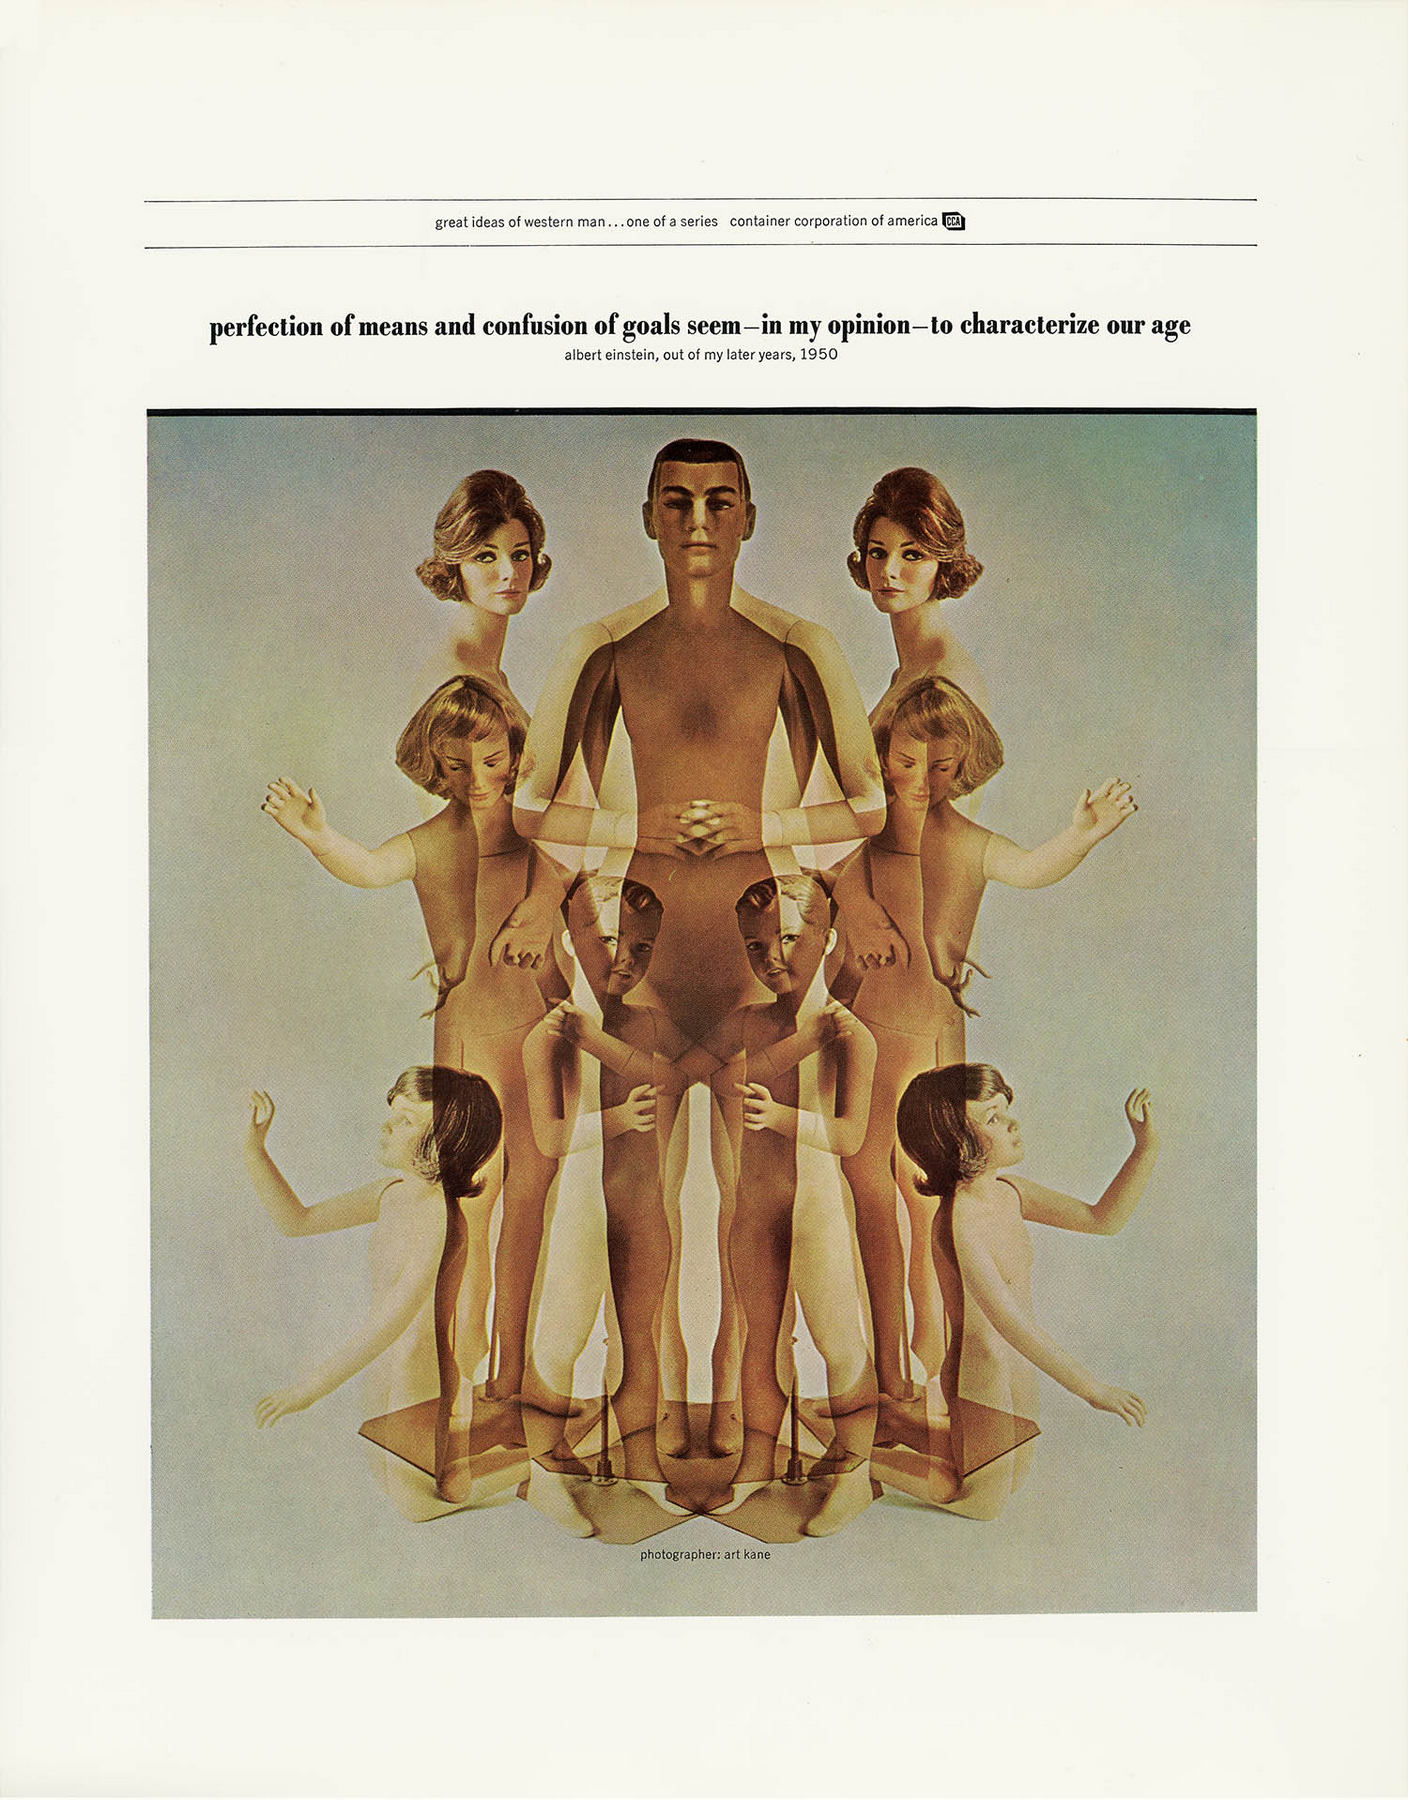 great ideas of western man...one of a series container corporation of america CCA
perfection of means and confusion of goals seem—in my opinion—to characterize our age
albert einstein, out of my later years, 1950
photographer: art kane